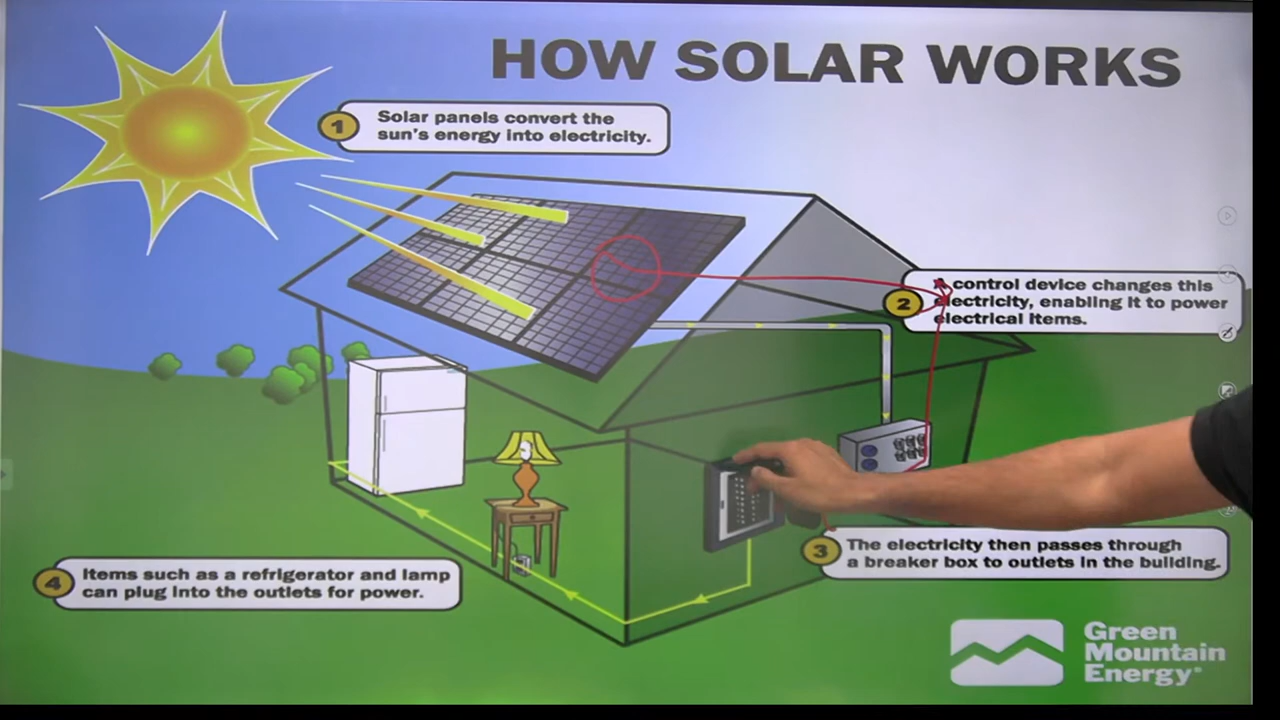 HOW SOLAR WORKS
1
Solar panels convert the
sun's energy into electricity.
2
A control device changes this
electricity, enabling it to power
electrical items.
3
The electricity then passes through
a breaker box to outlets in the building.
4
Items such as a refrigerator and lamp
can plug into the outlets for power.
Green
Mountain
Energy®